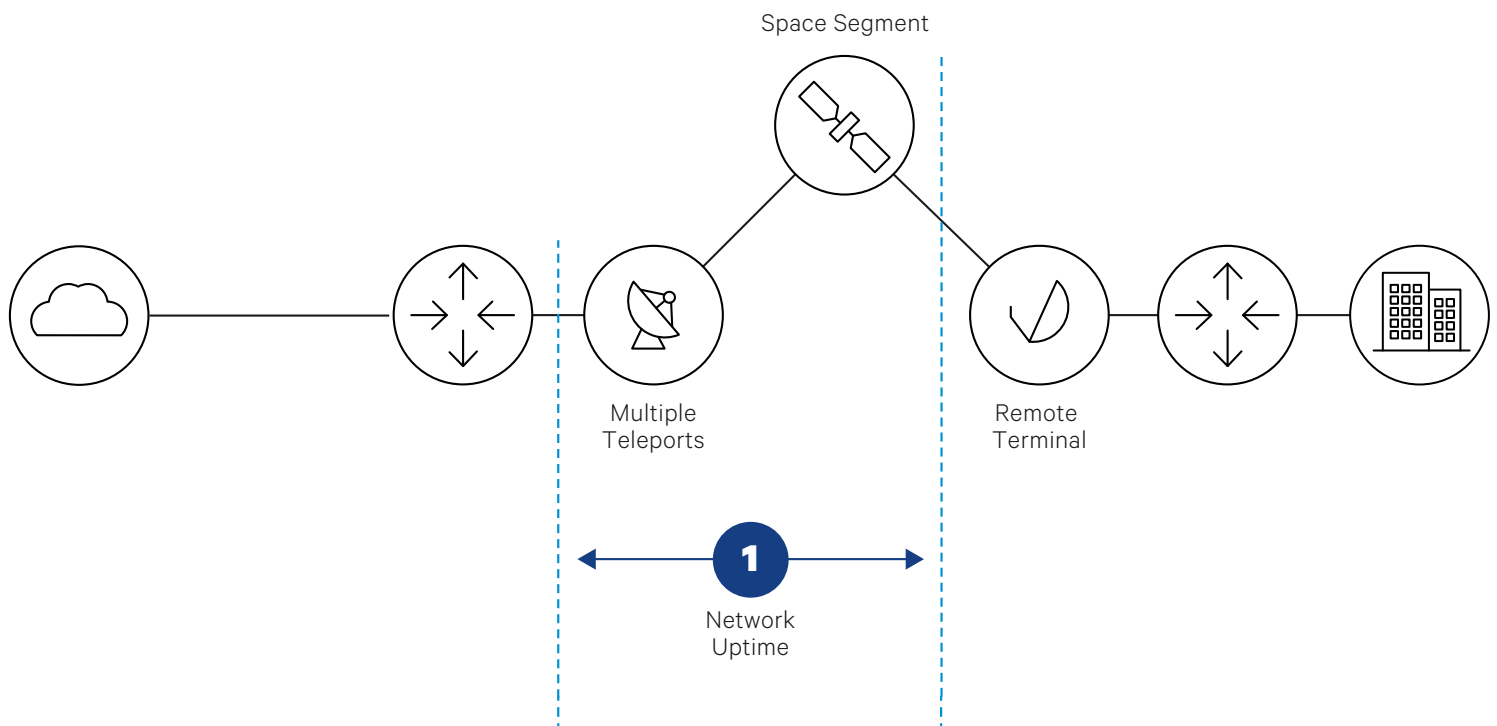 Space Segment
Multiple
Teleports
Remote
Terminal
1
Network
Uptime